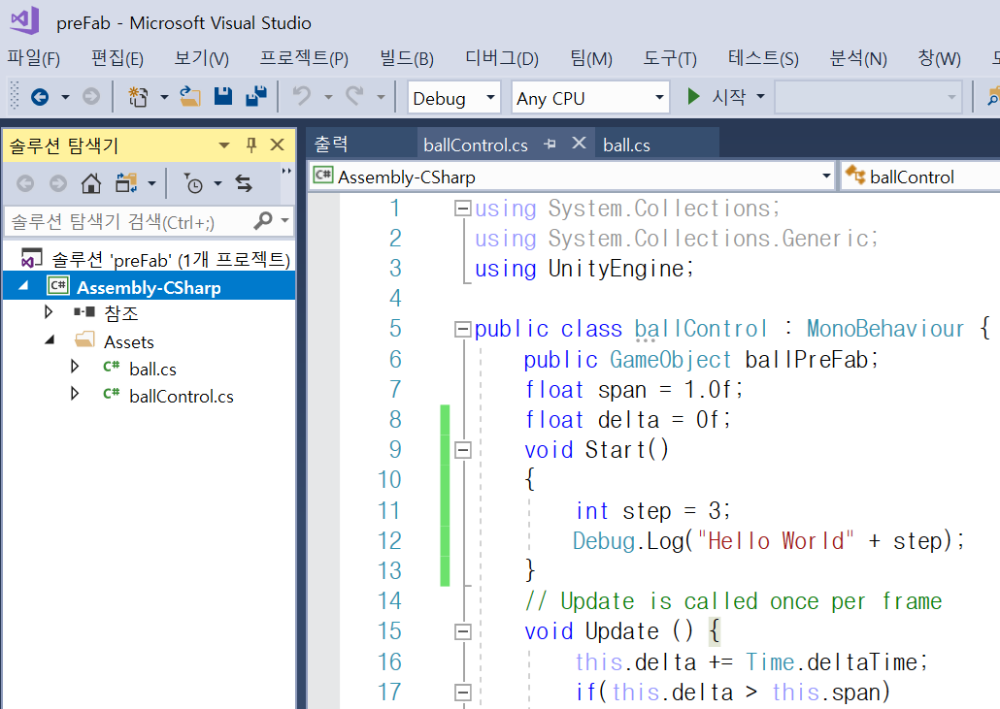 preFab - Microsoft Visual Studio
파일(F) 편집(E) 보기(V) 프로젝트(P) 빌드(B) 디버그(D) 팀(M) 도구(T) 테스트(S) 분석(N) 창(W)
Debug Any CPU 시작
솔루션 탐색기
솔루션 탐색기 검색(Ctrl+;)
솔루션 'preFab' (1개 프로젝트)
C# Assembly-CSharp
참조
Assets
C# ball.cs
C# ballControl.cs
출력 ballControl.cs ball.cs
C# Assembly-CSharp ballControl
1 using System.Collections;
2 using System.Collections.Generic;
3 using UnityEngine;
4
5 public class ballControl : MonoBehaviour {
6 public GameObject ballPreFab;
7 float span = 1.0f;
8 float delta = 0f;
9 void Start()
10 {
11 int step = 3;
12 Debug.Log("Hello World" + step);
13 }
14 // Update is called once per frame
15 void Update () {
16 this.delta += Time.deltaTime;
17 if(this.delta > this.span)